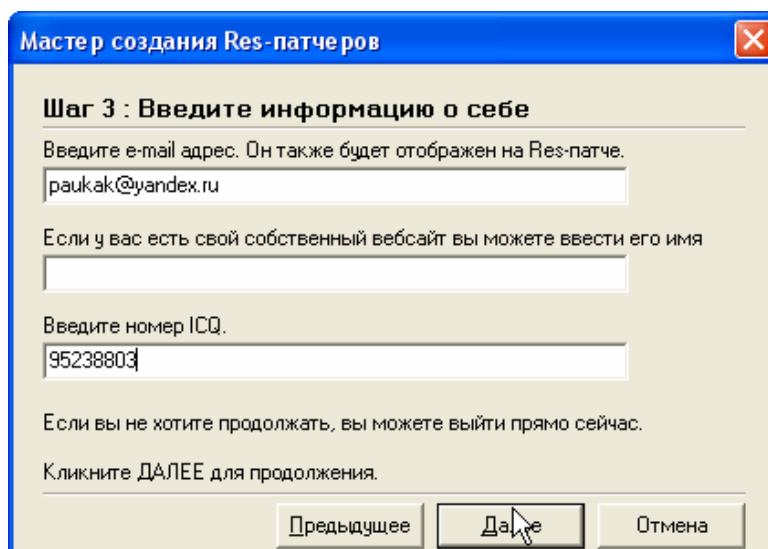 Мастер создания Res-патчеров
Шаг 3 : Введите информацию о себе
Введите e-mail адрес. Он также будет отображен на Res-патче.
paukak@yandex.ru
Если у вас есть свой собственный вебсайт вы можете ввести его имя
Введите номер ICQ.
95238803
Если вы не хотите продолжать, вы можете выйти прямо сейчас.
Кликните ДАЛЕЕ для продолжения.
Предыдущее Далее Отмена